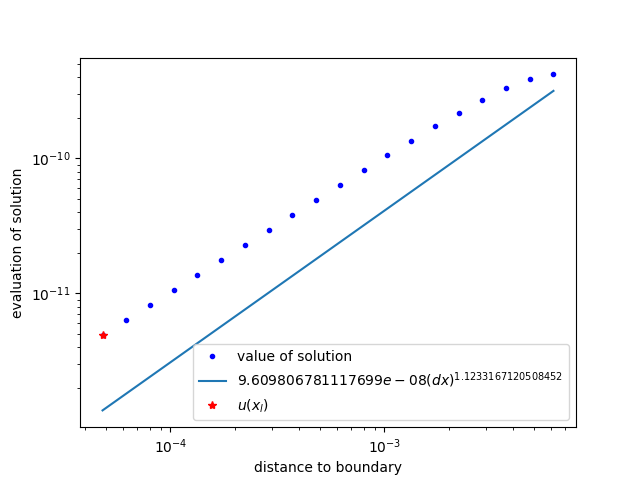 10⁻¹⁰
10⁻¹¹
evaluation of solution
value of solution
9.609806781117699e − 08(dx)^1.1233167120508452
u(x_l)
10⁻⁴
10⁻³
distance to boundary